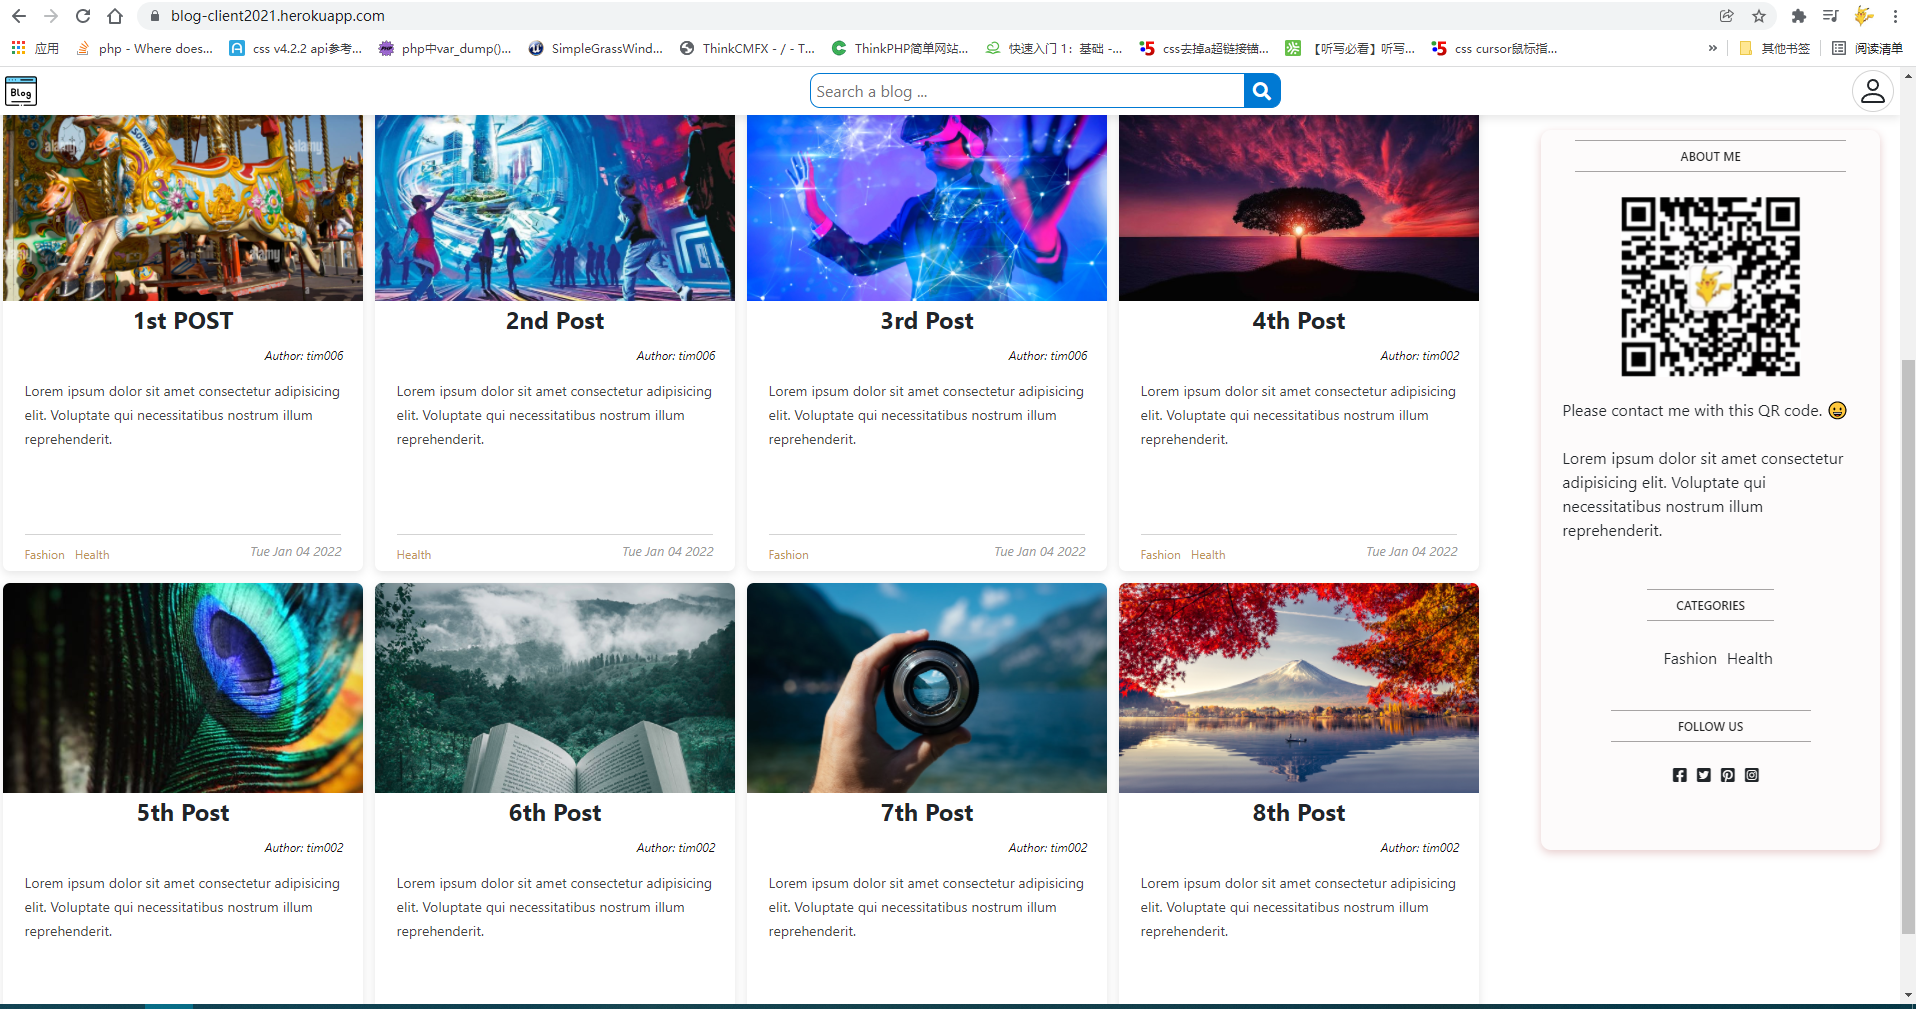 blog-client2021.herokuapp.com
应用
php - Where does...
css v4.2.2 api参考...
php中var_dump()...
SimpleGrassWind...
ThinkCMFX - / - T...
ThinkPHP简单网站...
快速入门 1：基础 -...
css去掉a超链接锚...
【听写必看】听写...
css cursor鼠标指...
»
其他书签
阅读清单
Blog
Search a blog ...
alamy
alamy
SOPHIE
alamy
alamy
1st POST
Author: tim006
Lorem ipsum dolor sit amet consectetur adipisicing
elit. Voluptate qui necessitatibus nostrum illum
reprehenderit.
Fashion Health
Tue Jan 04 2022
2nd Post
Author: tim006
Lorem ipsum dolor sit amet consectetur adipisicing
elit. Voluptate qui necessitatibus nostrum illum
reprehenderit.
Health
Tue Jan 04 2022
3rd Post
Author: tim006
Lorem ipsum dolor sit amet consectetur adipisicing
elit. Voluptate qui necessitatibus nostrum illum
reprehenderit.
Fashion
Tue Jan 04 2022
4th Post
Author: tim002
Lorem ipsum dolor sit amet consectetur adipisicing
elit. Voluptate qui necessitatibus nostrum illum
reprehenderit.
Fashion Health
Tue Jan 04 2022
5th Post
Author: tim002
Lorem ipsum dolor sit amet consectetur adipisicing
elit. Voluptate qui necessitatibus nostrum illum
reprehenderit.
6th Post
Author: tim002
Lorem ipsum dolor sit amet consectetur adipisicing
elit. Voluptate qui necessitatibus nostrum illum
reprehenderit.
7th Post
Author: tim002
Lorem ipsum dolor sit amet consectetur adipisicing
elit. Voluptate qui necessitatibus nostrum illum
reprehenderit.
8th Post
Author: tim002
Lorem ipsum dolor sit amet consectetur adipisicing
elit. Voluptate qui necessitatibus nostrum illum
reprehenderit.
ABOUT ME
Please contact me with this QR code. 😀
Lorem ipsum dolor sit amet consectetur
adipisicing elit. Voluptate qui
necessitatibus nostrum illum
reprehenderit.
CATEGORIES
Fashion Health
FOLLOW US